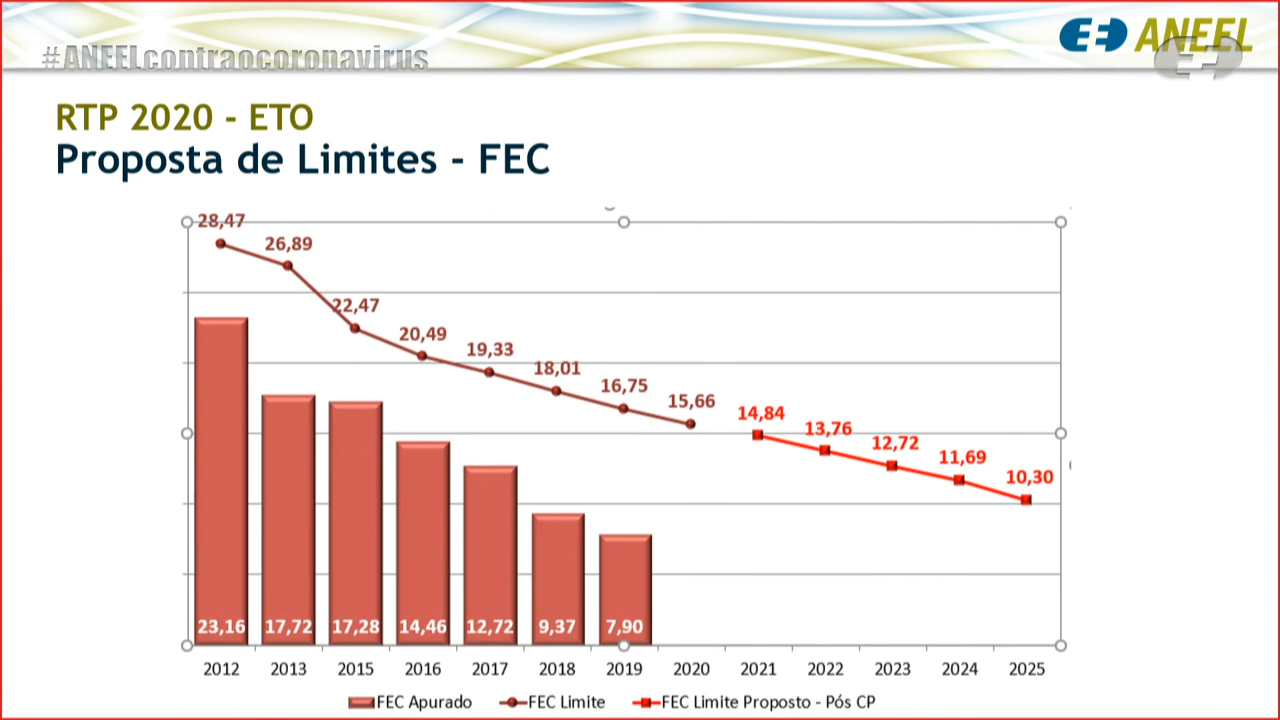 #ANEELcontraocoronavirus
ANEEL
RTP 2020 - ETO
Proposta de Limites - FEC
28,47
26,89
22,47
20,49
19,33
18,01
16,75
15,66
14,84
13,76
12,72
11,69
10,30
23,16 17,72 17,28 14,46 12,72 9,37 7,90
2012 2013 2015 2016 2017 2018 2019 2020 2021 2022 2023 2024 2025
FEC Apurado FEC Limite FEC Limite Proposto - Pós CP